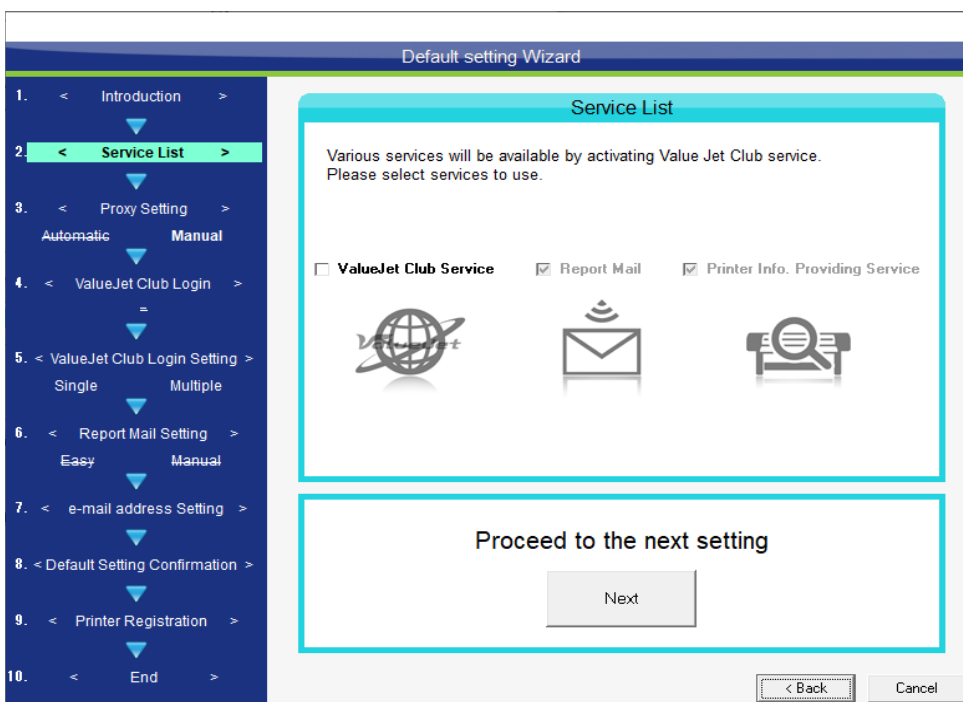 Default setting Wizard
1. < Introduction >
2. < Service List >
3. < Proxy Setting >
Automatic Manual
4. < ValueJet Club Login >
=
5. < ValueJet Club Login Setting >
Single Multiple
6. < Report Mail Setting >
Easy Manual
7. < e-mail address Setting >
8. < Default Setting Confirmation >
9. < Printer Registration >
10. < End >
Service List
Various services will be available by activating Value Jet Club service.
Please select services to use.
ValueJet Club Service Report Mail Printer Info. Providing Service
ValueJet
Proceed to the next setting
Next
< Back Cancel